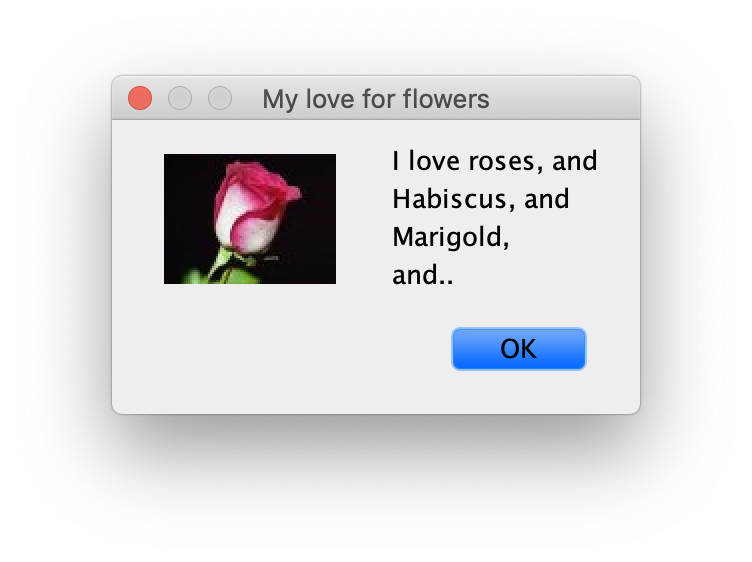 My love for flowers
I love roses, and
Habiscus, and
Marigold,
and..
OK